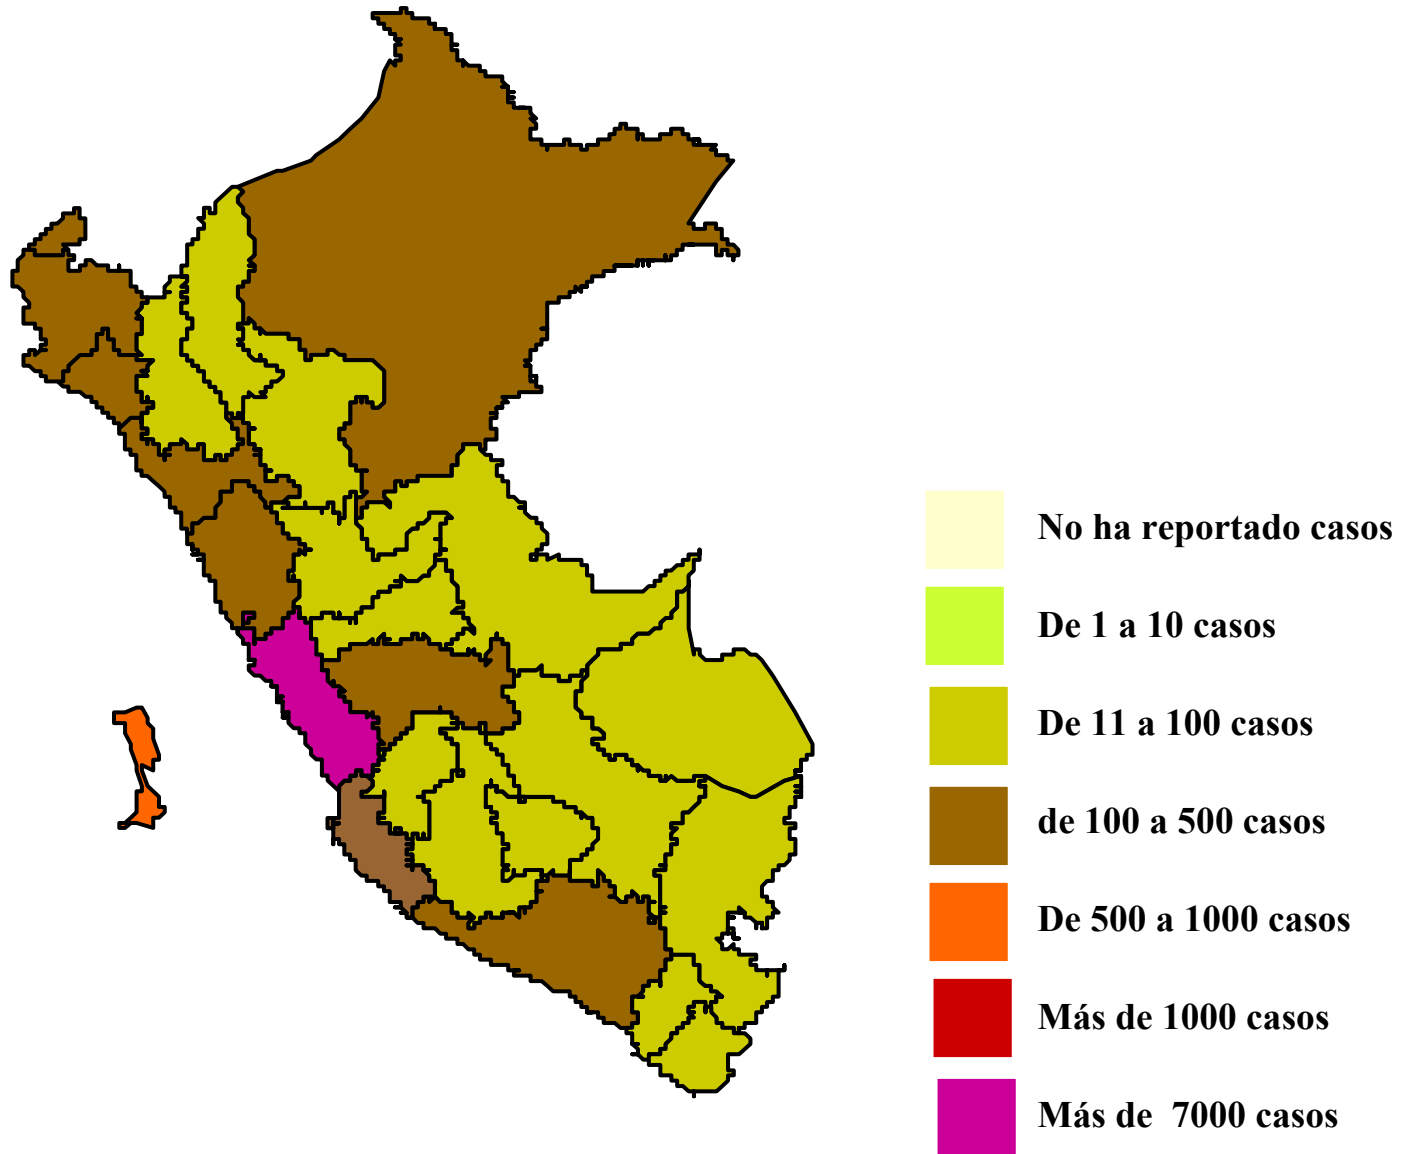 No ha reportado casos
De 1 a 10 casos
De 11 a 100 casos
de 100 a 500 casos
De 500 a 1000 casos
Más de 1000 casos
Más de 7000 casos